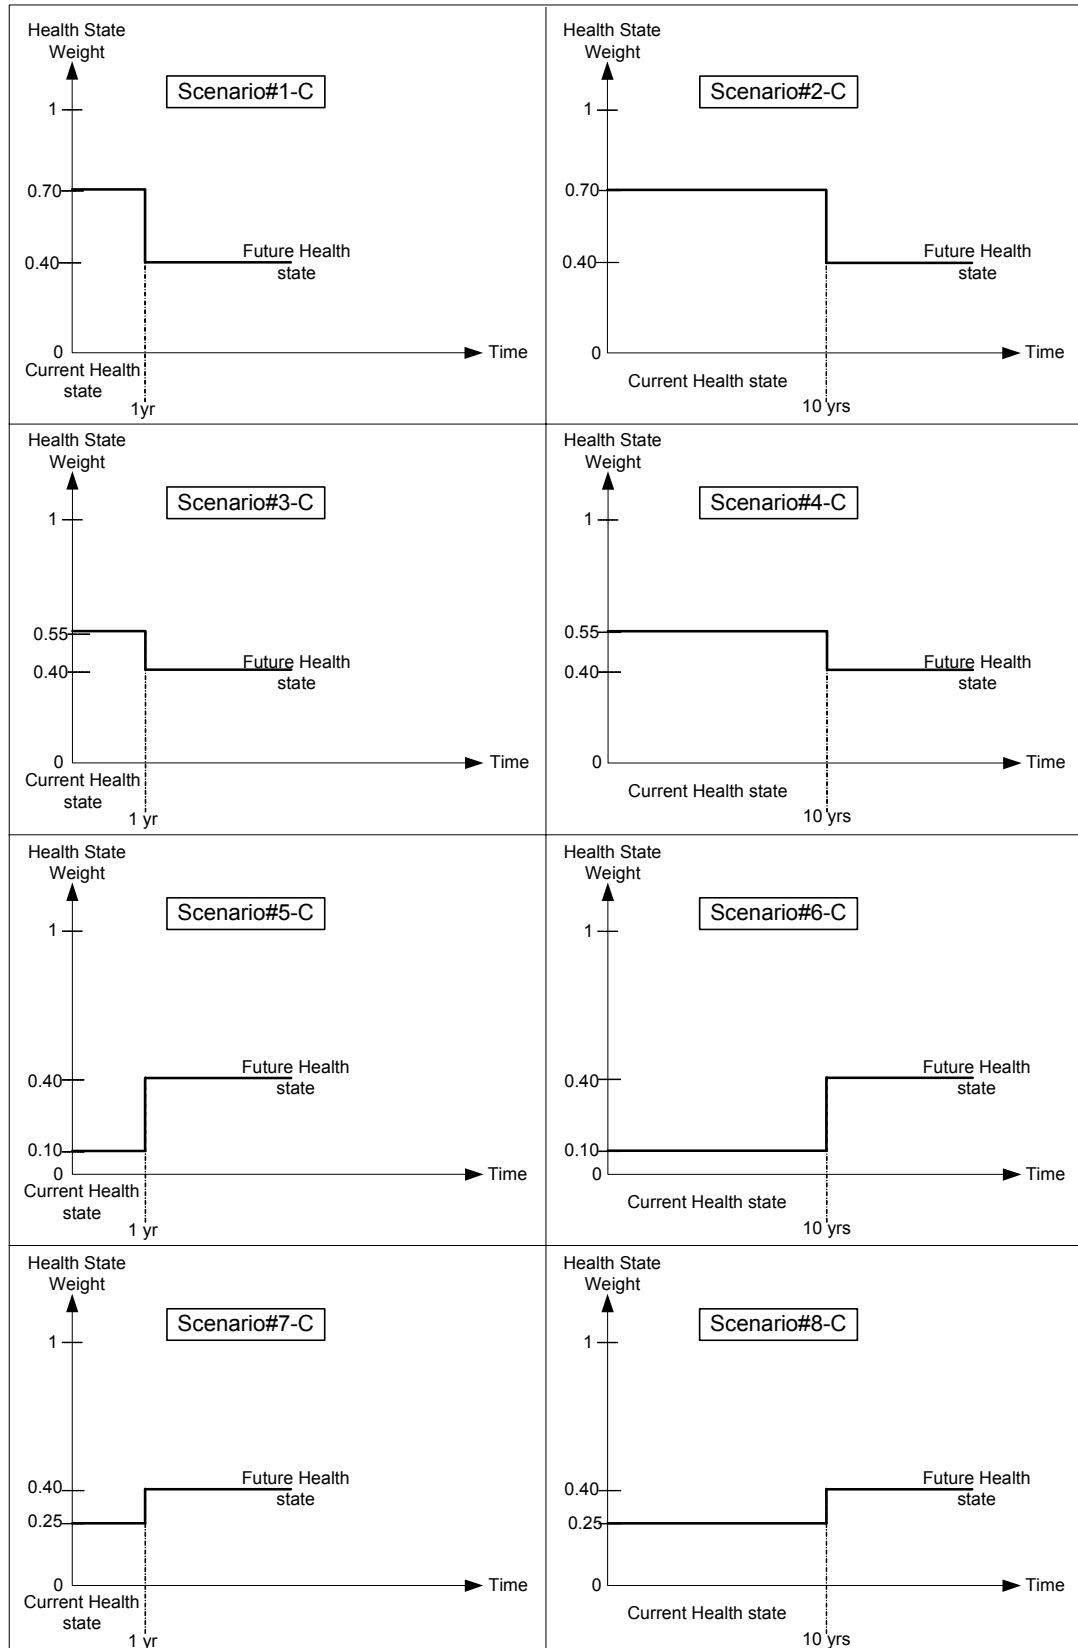 Health State
Weight
Scenario#1-C
1
0.70
0.40
Future Health
state
0
Time
Current Health
state
1yr
Health State
Weight
Scenario#2-C
1
0.70
0.40
Future Health
state
0
Time
Current Health state
10 yrs
Health State
Weight
Scenario#3-C
1
0.55
0.40
Future Health
state
0
Time
Current Health
state
1 yr
Health State
Weight
Scenario#4-C
1
0.55
0.40
Future Health
state
0
Time
Current Health state
10 yrs
Health State
Weight
Scenario#5-C
1
0.40
Future Health
state
0.10
0
Time
Current Health
state
1 yr
Health State
Weight
Scenario#6-C
1
0.40
Future Health
state
0.10
0
Time
Current Health state
10 yrs
Health State
Weight
Scenario#7-C
1
0.40
Future Health
state
0.25
0
Time
Current Health
state
1 yr
Health State
Weight
Scenario#8-C
1
0.40
Future Health
state
0.25
0
Time
Current Health state
10 yrs